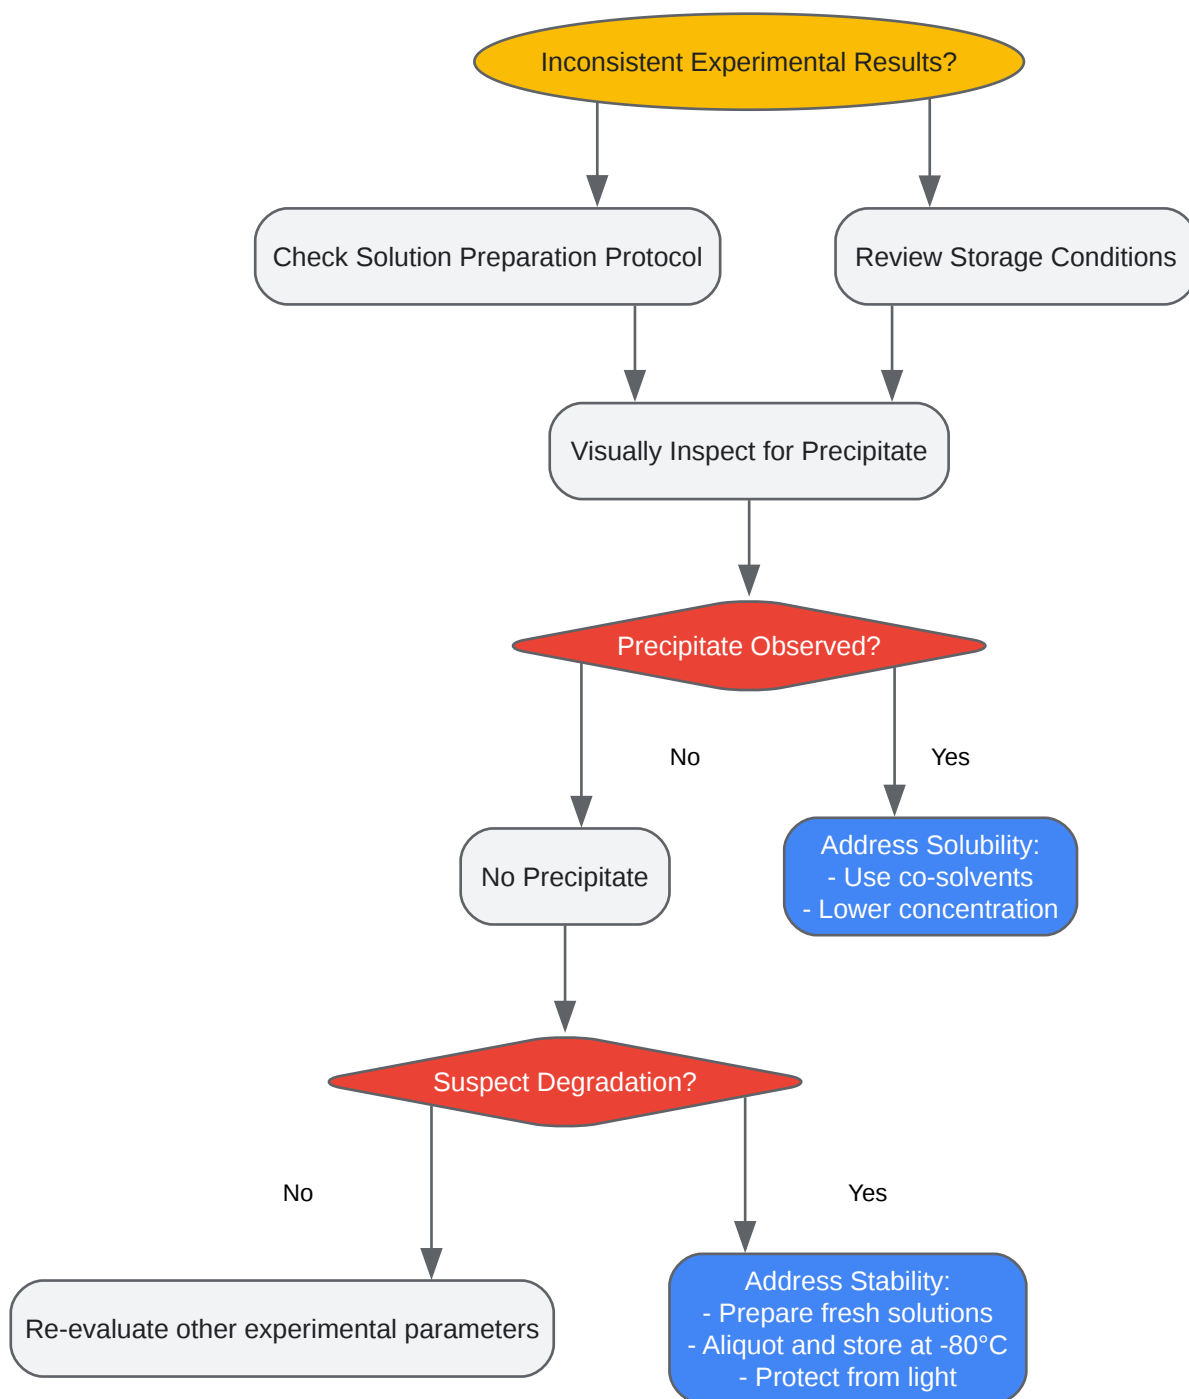 Inconsistent Experimental Results?
Check Solution Preparation Protocol
Review Storage Conditions
Visually Inspect for Precipitate
Precipitate Observed?
No
Yes
No Precipitate
Address Solubility:
- Use co-solvents
- Lower concentration
Suspect Degradation?
No
Yes
Re-evaluate other experimental parameters
Address Stability:
- Prepare fresh solutions
- Aliquot and store at -80°C
- Protect from light